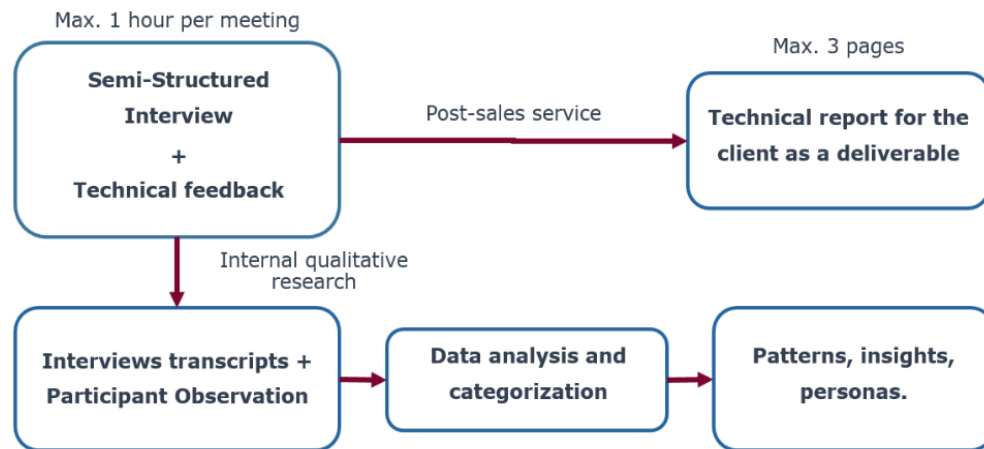 Max. 1 hour per meeting
Semi-Structured
Interview
+
Technical feedback
Post-sales service
Max. 3 pages
Technical report for the
client as a deliverable
Internal qualitative
research
Interviews transcripts +
Participant Observation
Data analysis and
categorization
Patterns, insights,
personas.